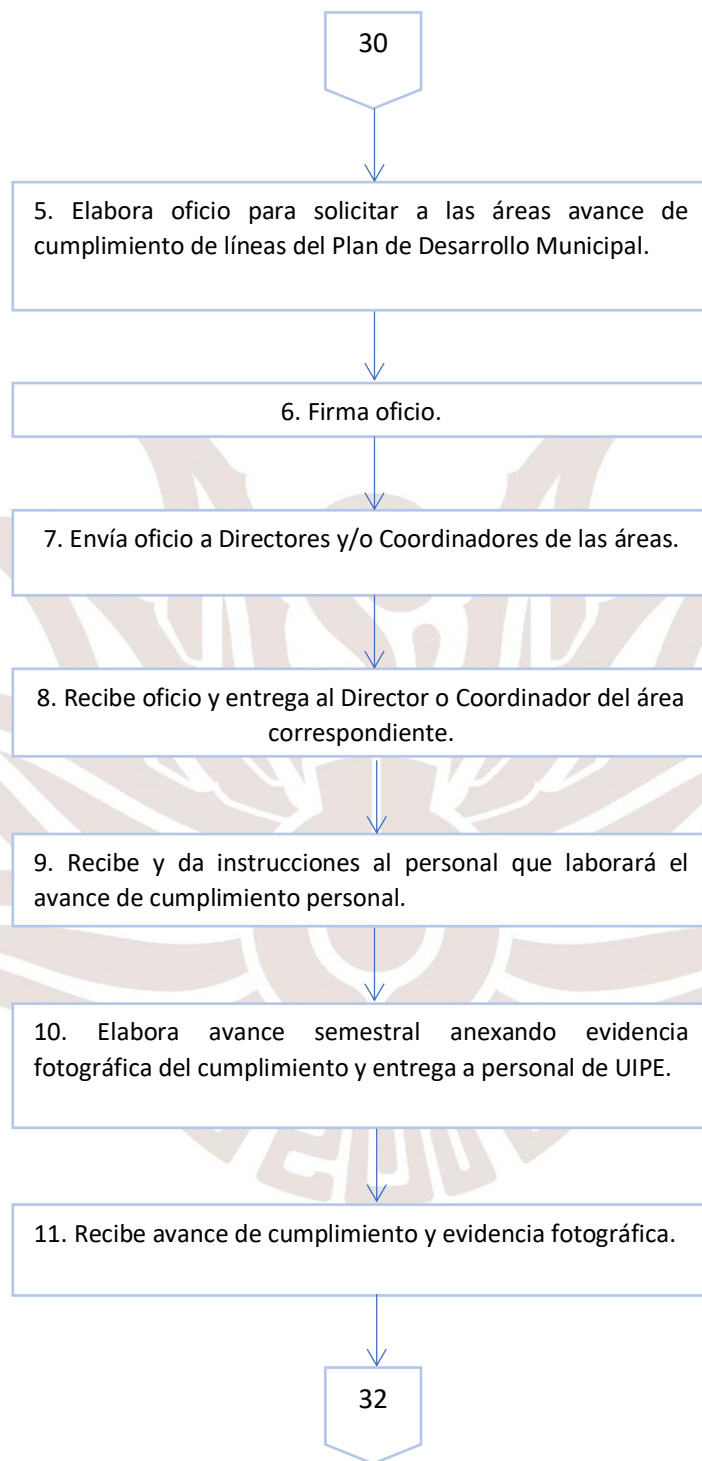 30
5. Elabora oficio para solicitar a las áreas avance de
cumplimiento de líneas del Plan de Desarrollo Municipal.
6. Firma oficio.
7. Envía oficio a Directores y/o Coordinadores de las áreas.
8. Recibe oficio y entrega al Director o Coordinador del área
correspondiente.
9. Recibe y da instrucciones al personal que laborará el
avance de cumplimiento personal.
10. Elabora avance semestral anexando evidencia
fotográfica del cumplimiento y entrega a personal de UIPE.
11. Recibe avance de cumplimiento y evidencia fotográfica.
32